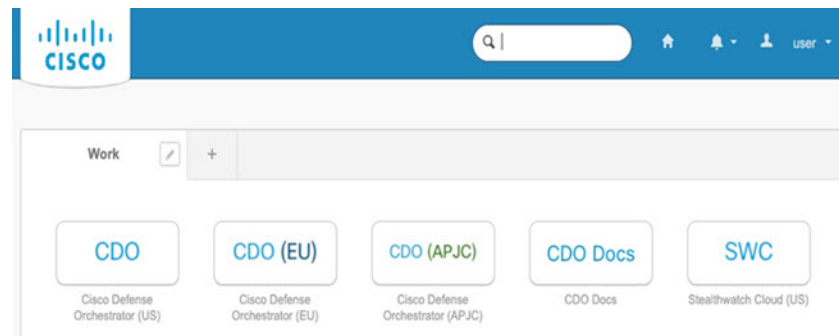 CISCO
user
Work
+
CDO
CDO (EU)
CDO (APJC)
CDO Docs
SWC
Cisco Defense
Orchestrator (US)
Cisco Defense
Orchestrator (EU)
Cisco Defense
Orchestrator (APJC)
CDO Docs
Stealthwatch Cloud (US)